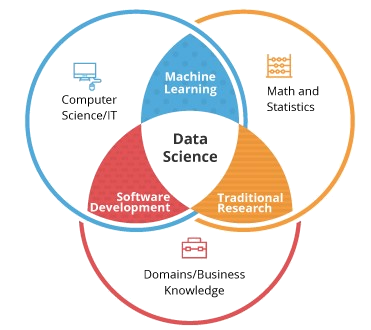 Machine
Learning
Computer
Science/IT
Math and
Statistics
Data
Science
Software
Development
Traditional
Research
Domains/Business
Knowledge